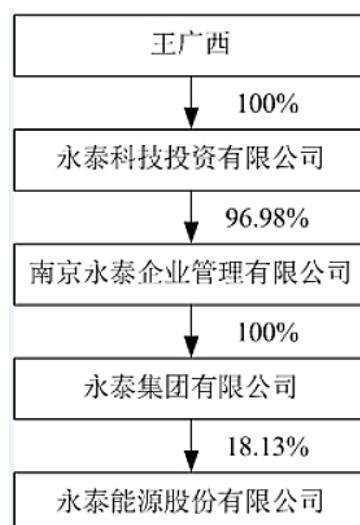 王广西
100%
永泰科技投资有限公司
96.98%
南京永泰企业管理有限公司
100%
永泰集团有限公司
18.13%
永泰能源股份有限公司